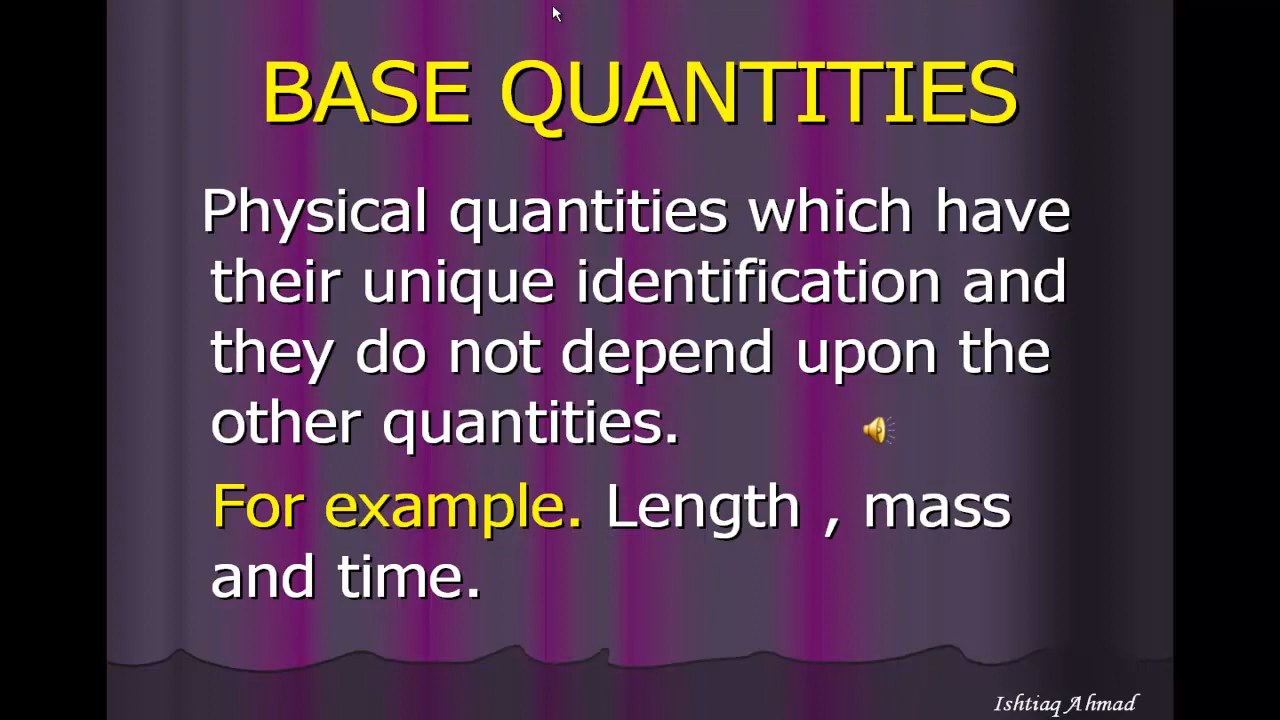 BASE QUANTITIES
Physical quantities which have
their unique identification and
they do not depend upon the
other quantities.
For example. Length , mass
and time.
Ishtiaq Ahmad